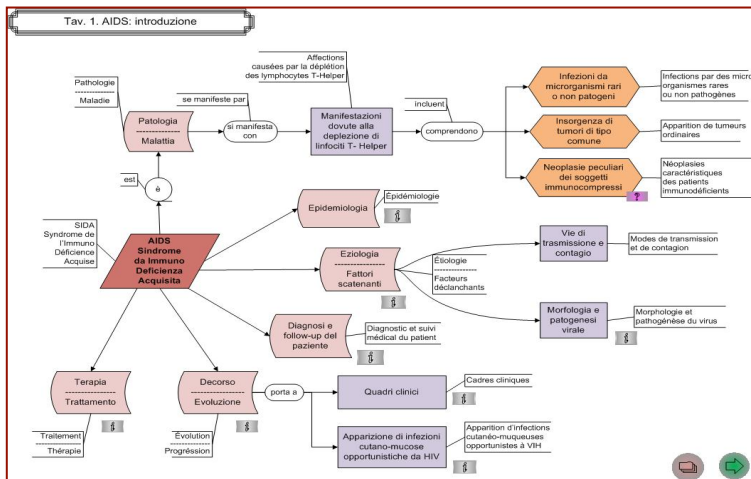 Tav. 1. AIDS: introduzione
Affections
causées par la déplétion
des lymphocytes T-Helper
Pathologie
------------
Maladie
Patologia
------------
Malattia
se manifeste par
si manifesta
con
Manifestazioni
dovute alla
deplezione di
linfociti T- Helper
incluent
comprendono
Infezioni da
microrganismi rari
o non patogeni
Infections par des micro
organismes rares
ou non pathogènes
Insorgenza di
tumori di tipo
comune
Apparition de tumeurs
ordinaires
Neoplasie peculiari
dei soggetti
immunocompressi
?
Néoplasies
caractéristiques
des patients
immunodéficients
est
è
SIDA
Syndrome de
l'Immuno
Déficience
Acquise
AIDS
Sindrome
da Immuno
Deficienza
Acquisita
Epidemiologia
Épidémiologie
Eziologia
------------
Fattori
scatenanti
Étiologie
------------
Facteurs
déclanchants
Vie di
trasmissione e
contagio
Modes de transmission
et de contagion
Morfologia e
patogenesi
virale
Morphologie et
pathogénèse du virus
Diagnosi e
follow-up del
paziente
Diagnostic et suivi
médical du patient
Terapia
------------
Trattamento
Traitement
------------
Thérapie
Decorso
------------
Evoluzione
Évolution
------------
Progréssion
porta a
Quadri clinici
Cadres cliniques
Apparizione di infezioni
cutano-mucose
opportunistiche da HIV
Apparition d'infections
cutanéo-muqueuses
opportunistes à VIH